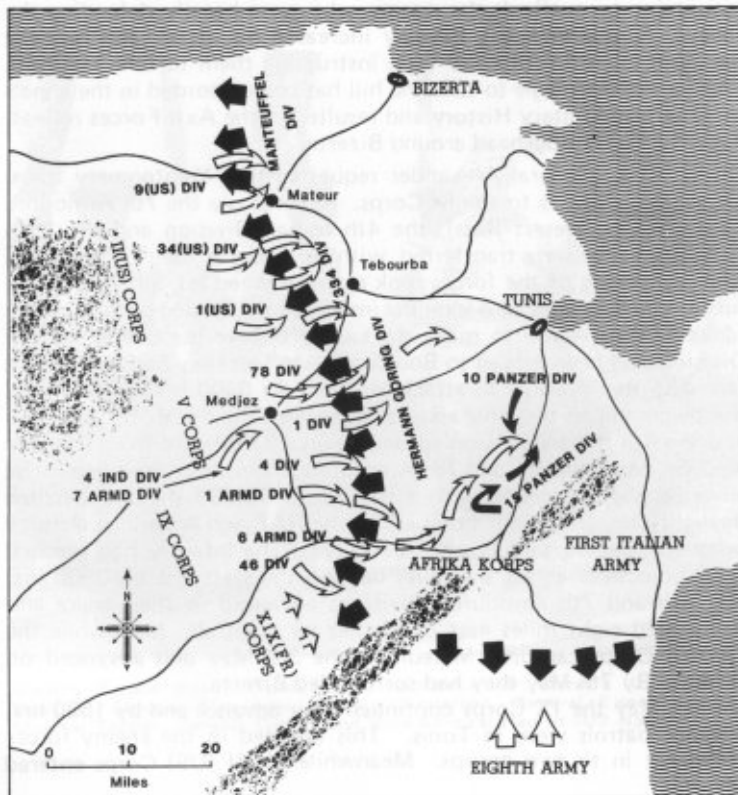 BIZERTA
MANTEUFFEL
DIV
9(US) DIV
Mateur
34(US) DIV
334 DIV
Tebourba
II(US) CORPS
TUNIS
1(US) DIV
HERMANN GÖRING DIV
10 PANZER DIV
78 DIV
Medjez
V CORPS
1 DIV
4 IND DIV
7 ARMD DIV
4 DIV
1 ARMD DIV
15 PANZER DIV
IX CORPS
6 ARMD DIV
AFRIKA KORPS
FIRST ITALIAN
ARMY
46 DIV
XIX(FR)
CORPS
N
0 10 20
Miles
EIGHTH ARMY